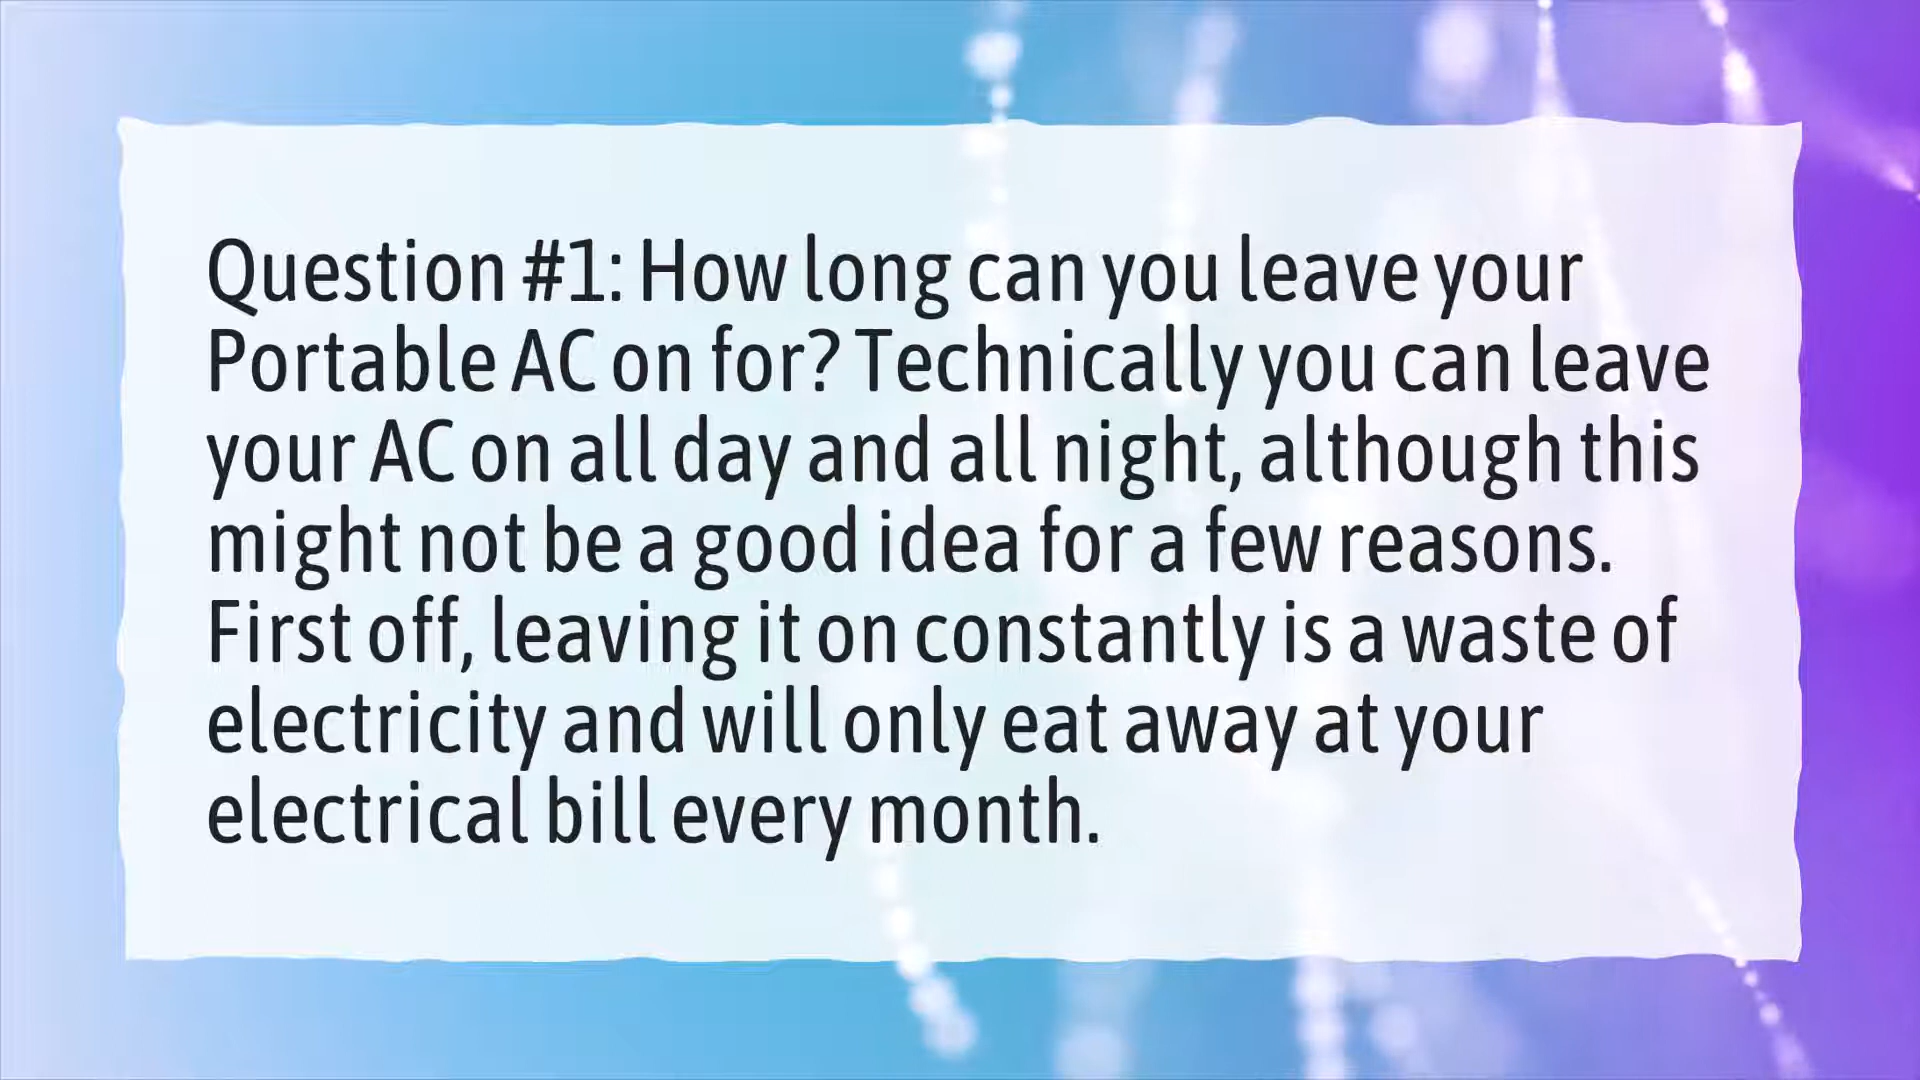 Question #1: How long can you leave your
Portable AC on for? Technically you can leave
your AC on all day and all night, although this
might not be a good idea for a few reasons.
First off, leaving it on constantly is a waste of
electricity and will only eat away at your
electrical bill every month.